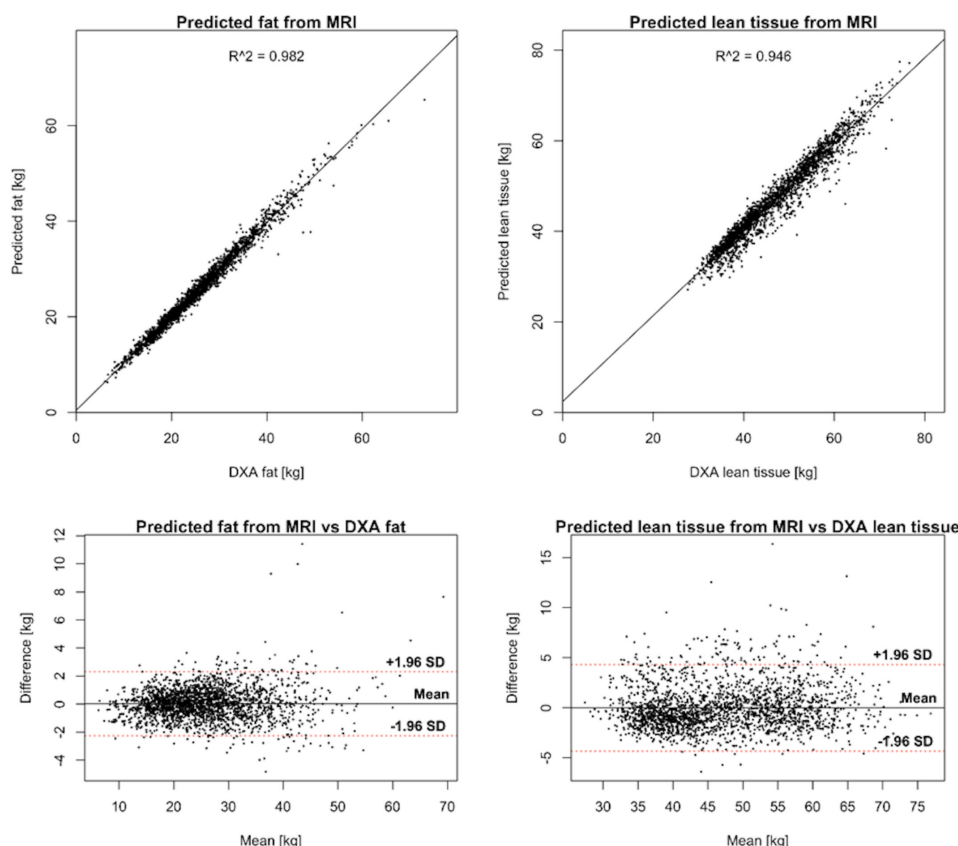 Predicted fat from MRI
R^2 = 0.982
Predicted fat [kg]
60
40
20
0
0 20 40 60
DXA fat [kg]
Predicted lean tissue from MRI
R^2 = 0.946
Predicted lean tissue [kg]
80
60
40
20
0
0 20 40 60 80
DXA lean tissue [kg]
Predicted fat from MRI vs DXA fat
Difference [kg]
12
10
8
6
4
2
0
-2
-4
+1.96 SD
Mean
-1.96 SD
10 20 30 40 50 60 70
Mean [kg]
Predicted lean tissue from MRI vs DXA lean tissue
Difference [kg]
15
10
5
0
-5
+1.96 SD
Mean
-1.96 SD
30 35 40 45 50 55 60 65 70 75
Mean [kg]